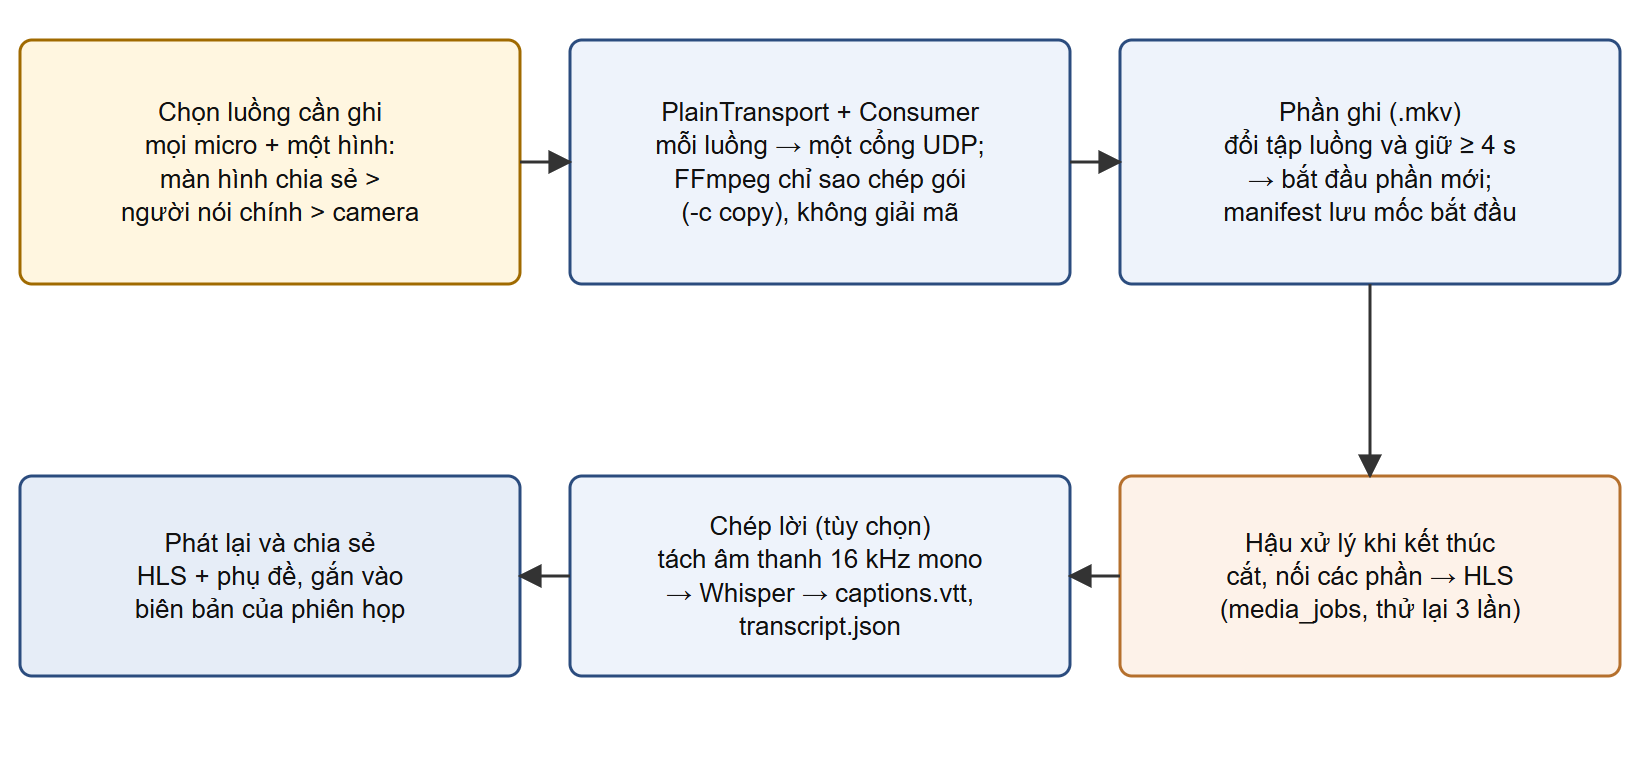 Chọn luồng cần ghi
mọi micro + một hình:
màn hình chia sẻ >
người nói chính > camera
PlainTransport + Consumer
mỗi luồng → một cổng UDP;
FFmpeg chỉ sao chép gói
(-c copy), không giải mã
Phần ghi (.mkv)
đổi tập luồng và giữ ≥ 4 s
→ bắt đầu phần mới;
manifest lưu mốc bắt đầu
Phát lại và chia sẻ
HLS + phụ đề, gắn vào
biên bản của phiên họp
Chép lời (tùy chọn)
tách âm thanh 16 kHz mono
→ Whisper → captions.vtt,
transcript.json
Hậu xử lý khi kết thúc
cắt, nối các phần → HLS
(media_jobs, thử lại 3 lần)